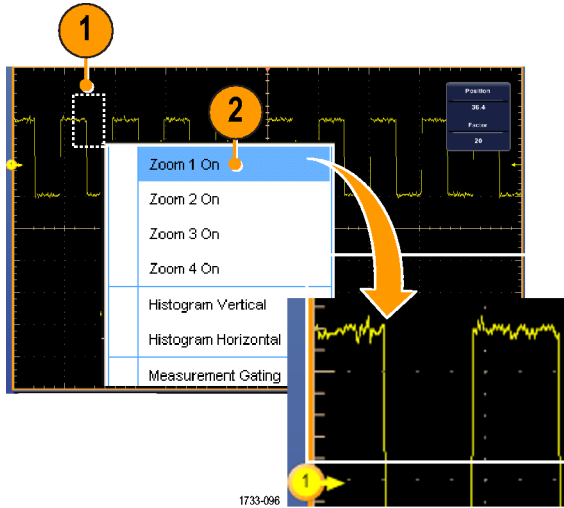 1
2
Position
36.4
Factor
20
Zoom 1 On
Zoom 2 On
Zoom 3 On
Zoom 4 On
Histogram Vertical
Histogram Horizontal
Measurement Gating
1
1733-096